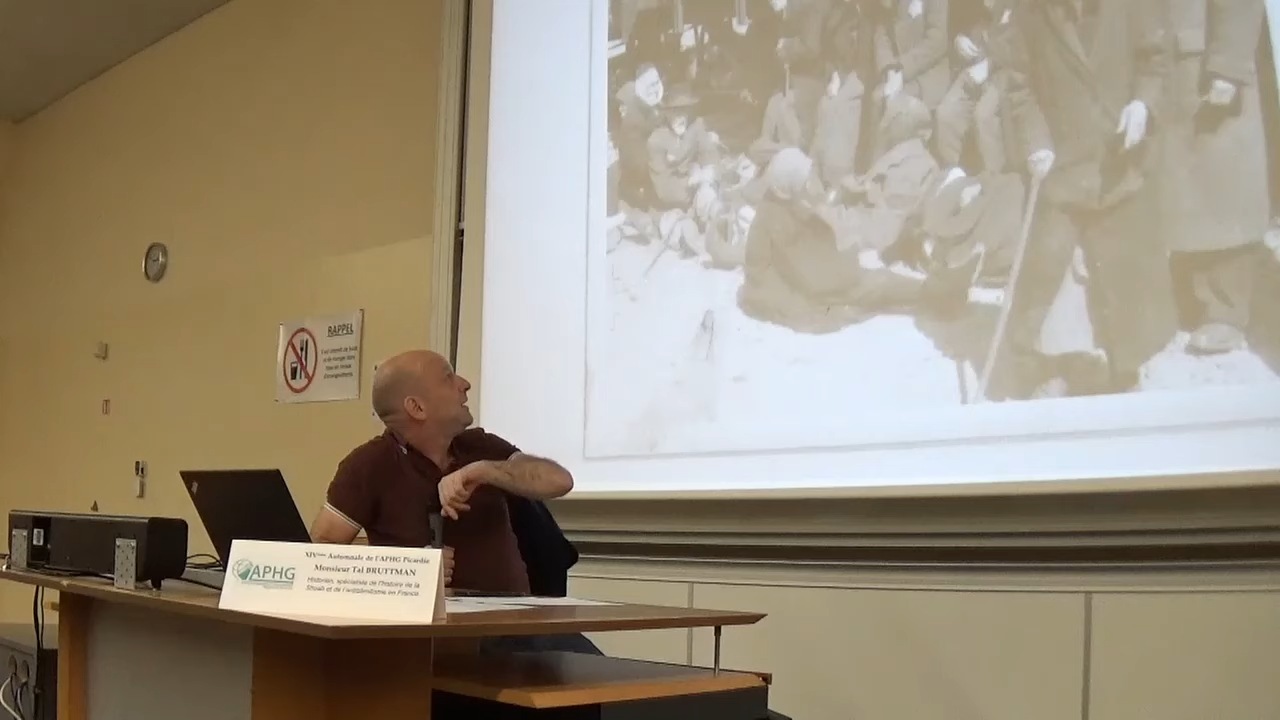 RAPPEL
XIVème Automnale de l'APHG Picardie
APHG
Monsieur Tal BRUTTMAN
Historien, spécialiste de l'histoire de la
Shoah et de l'antisémitisme en France